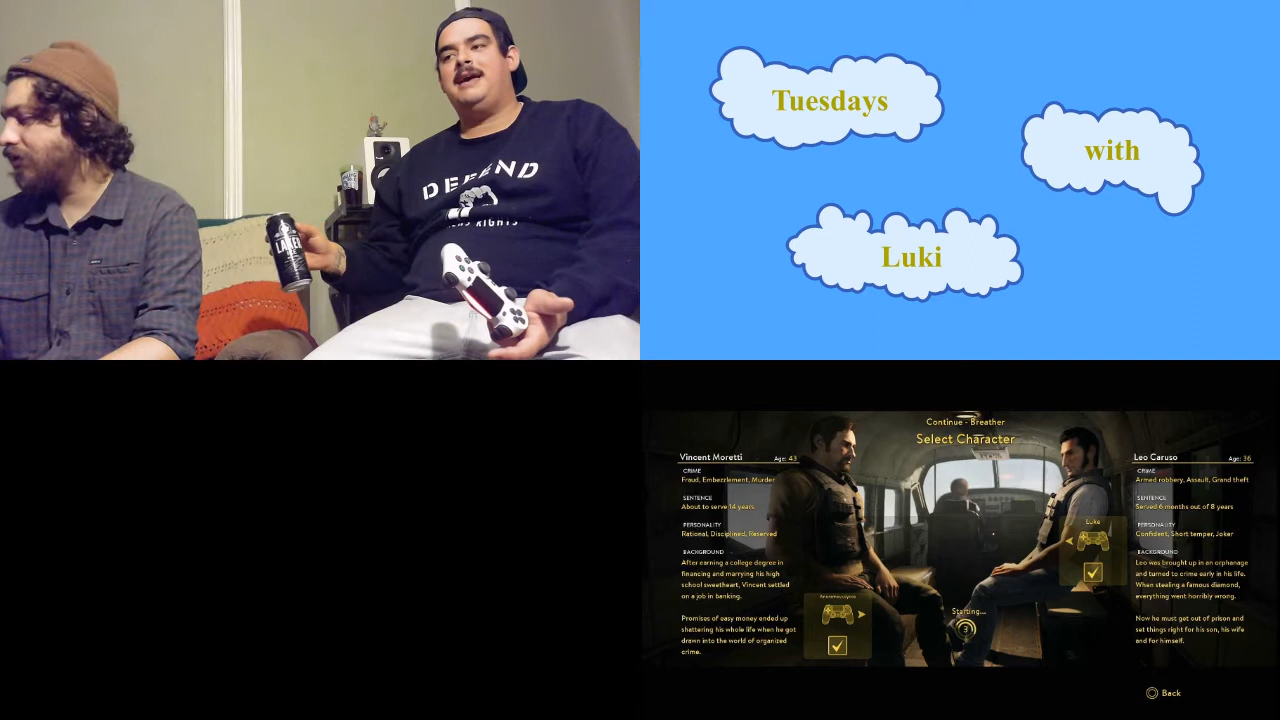 DEFEND
RIGHTS
LAGER
Tuesdays
with
Luki
Continue - Breather
Select Character
Vincent Moretti
Age: 43
CRIME
Fraud, Embezzlement, Murder
SENTENCE
About to serve 14 years
PERSONALITY
Rational, Disciplined, Reserved
BACKGROUND
After earning a college degree in
financing and marrying his high
school sweetheart, Vincent settled
on a job in banking.
Promises of easy money ended up
shattering his whole life when he got
drawn into the world of organized
crime.
Leo Caruso
Age: 36
CRIME
Armed robbery, Assault, Grand theft
SENTENCE
Served 6 months out of 8 years
PERSONALITY
Confident, Short temper, Joker
BACKGROUND
Leo was brought up in an orphanage
and turned to crime early in his life.
When stealing a famous diamond,
everything went horribly wrong.
Now he must get out of prison and
set things right for his son, his wife
and for himself.
Luke
Starting...
3
Back